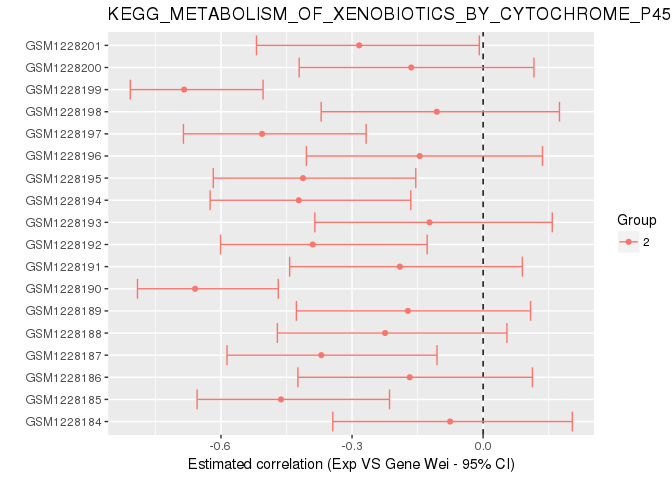 KEGG_METABOLISM_OF_XENOBIOTICS_BY_CYTOCHROME_P45
GSM1228201
GSM1228200
GSM1228199
GSM1228198
GSM1228197
GSM1228196
GSM1228195
GSM1228194
GSM1228193
GSM1228192
GSM1228191
GSM1228190
GSM1228189
GSM1228188
GSM1228187
GSM1228186
GSM1228185
GSM1228184
-0.6 -0.3 0.0
Estimated correlation (Exp VS Gene Wei - 95% CI)
Group
2